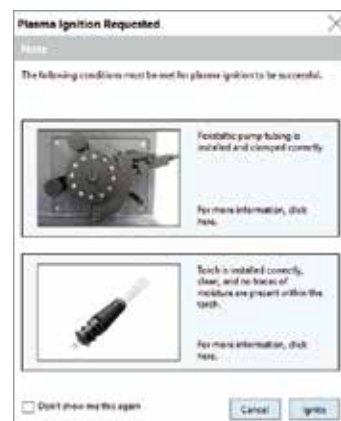 Plasma Ignition Requested
Note
The following conditions must be met for plasma ignition to be successful.
Peristaltic pump tubing is
installed and clamped correctly
For more information, click
here.
Torch is installed correctly,
clean, and no traces of
moisture are present within the
torch.
For more information, click
here.
Don't show me this again
Cancel
Ignite